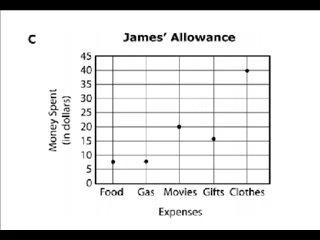 C
James’ Allowance
Money Spent
(in dollars)
45
40
35
30
25
20
15
10
5
0
Food Gas Movies Gifts Clothes
Expenses